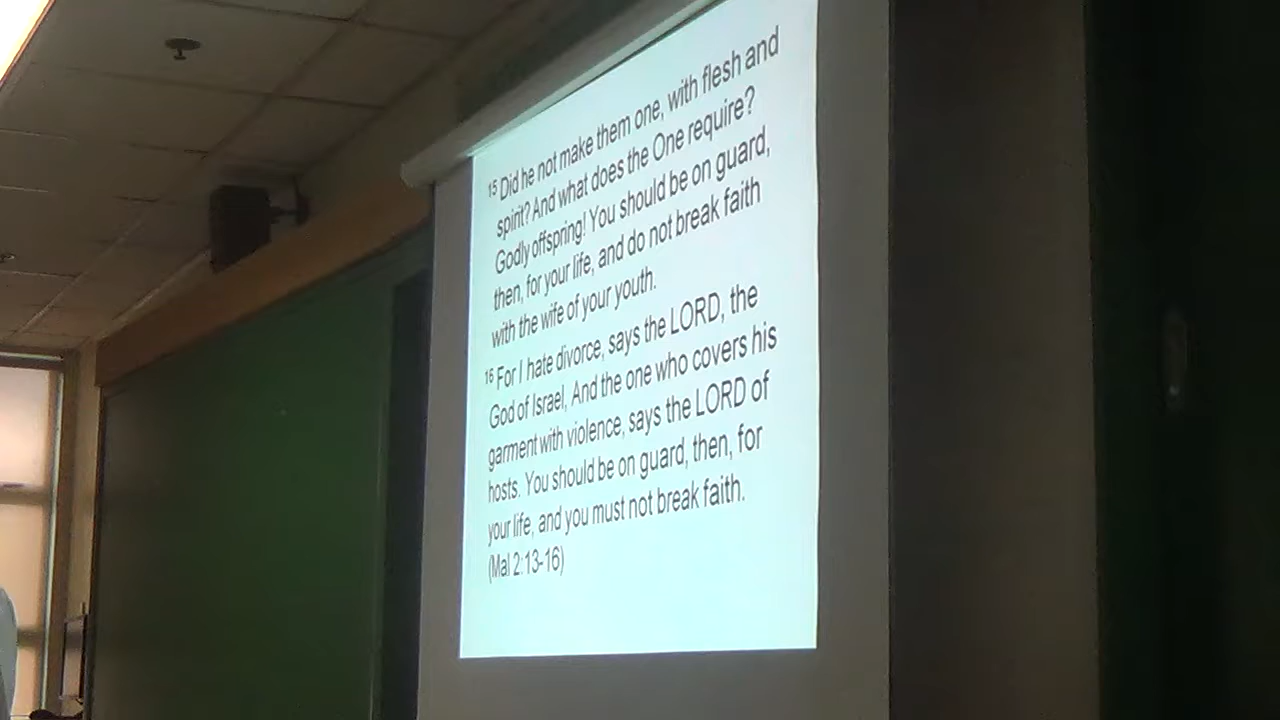 15 Did he not make them one, with flesh and
spirit? And what does the One require?
Godly offspring! You should be on guard,
then, for your life, and do not break faith
with the wife of your youth.
16 For I hate divorce, says the LORD, the
God of Israel, And the one who covers his
garment with violence, says the LORD of
hosts. You should be on guard, then, for
your life, and you must not break faith.
(Mal 2:13-16)